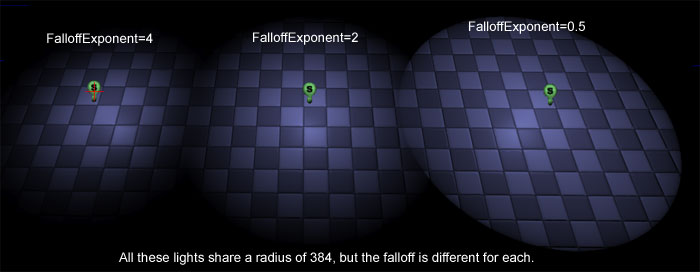 FalloffExponent=4
FalloffExponent=2
FalloffExponent=0.5
S
S
S
All these lights share a radius of 384, but the falloff is different for each.